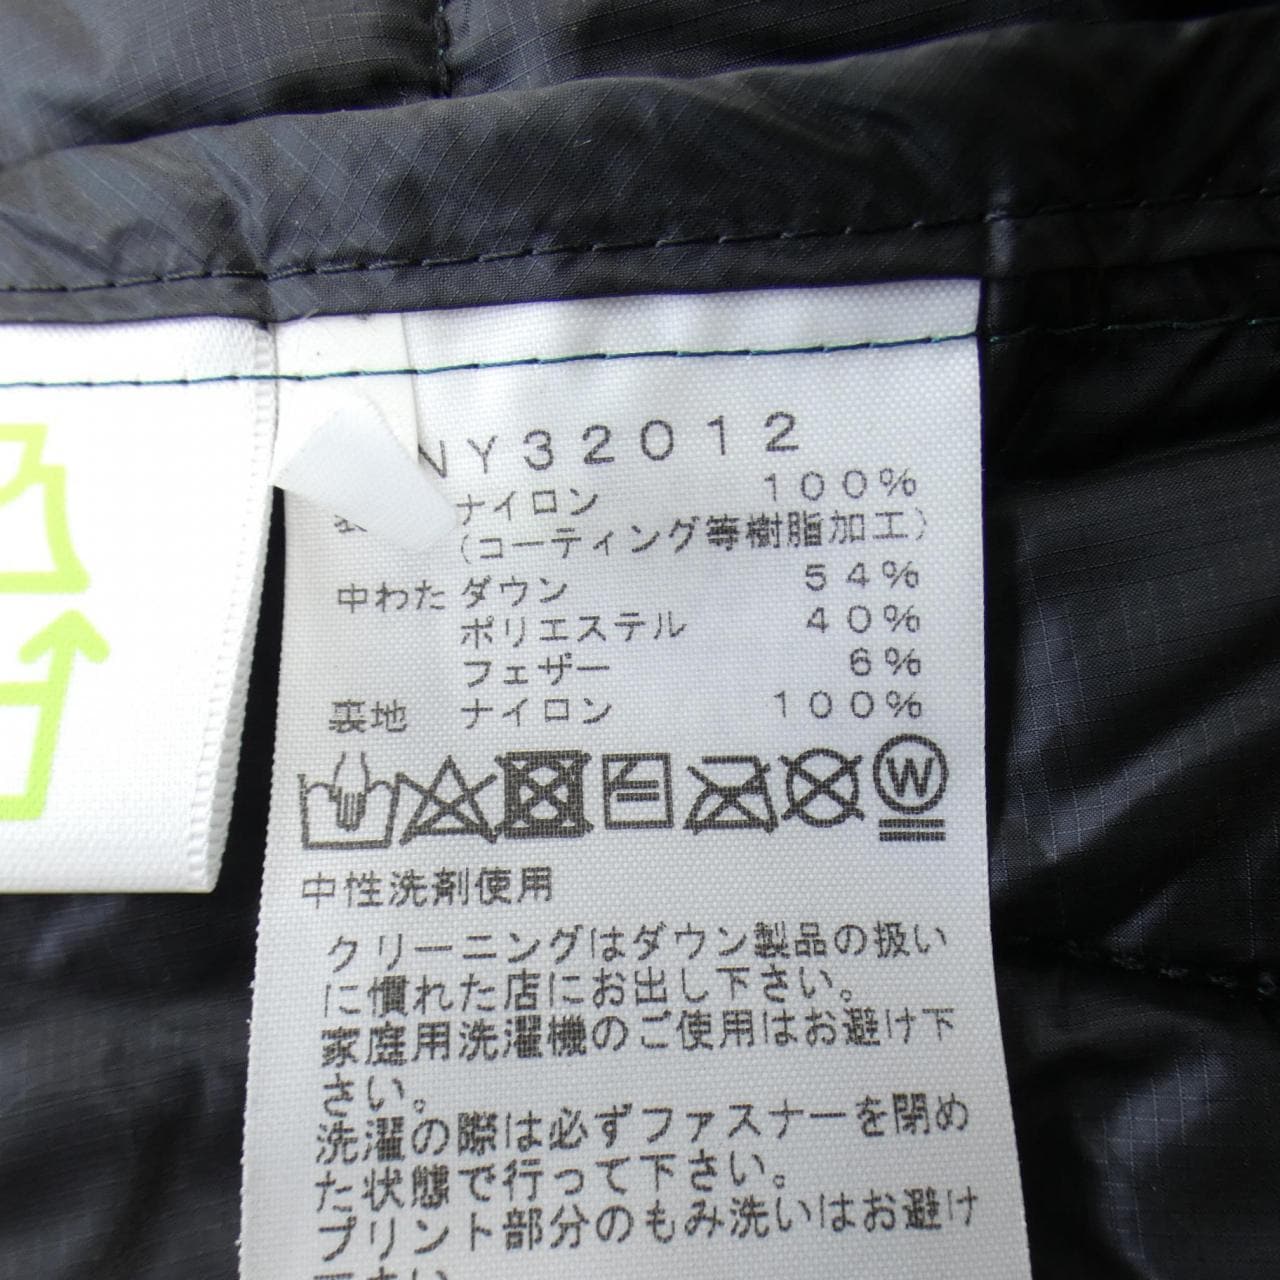 NY32012
ナイロン 100%
(コーティング等樹脂加工)
中わた ダウン 54%
ポリエステル 40%
フェザー 6%
裏地 ナイロン 100%
W
中性洗剤使用
クリーニングはダウン製品の扱い
に慣れた店にお出し下さい。
家庭用洗濯機のご使用はお避け下
さい。
洗濯の際は必ずファスナーを閉め
た状態で行って下さい。
プリント部分のもみ洗いはお避け